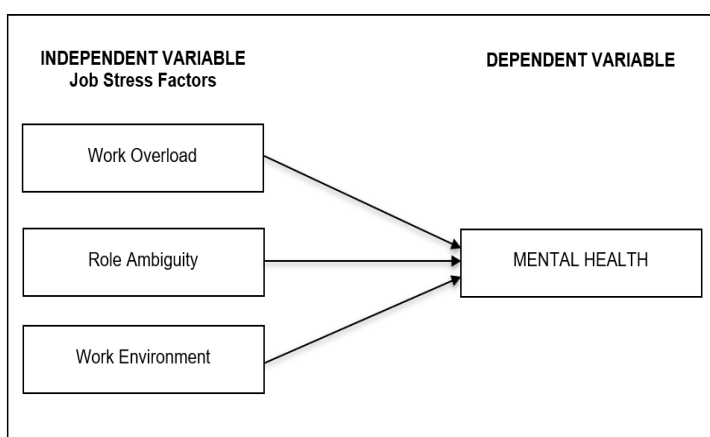 INDEPENDENT VARIABLE
Job Stress Factors
DEPENDENT VARIABLE
Work Overload
Role Ambiguity
MENTAL HEALTH
Work Environment